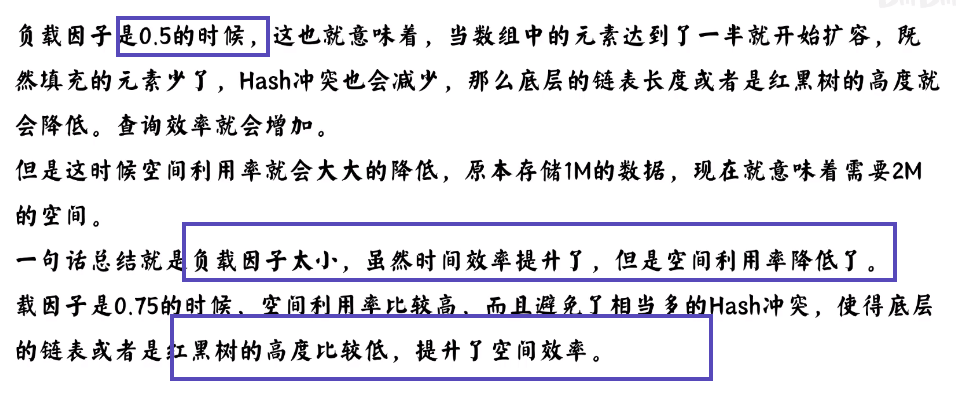 负载因子是0.5的时候，这也就意味着，当数组中的元素达到了一半就开始扩容，既
然填充的元素少了，Hash冲突也会减少，那么底层的链表长度或者是红黑树的高度就
会降低。查询效率就会增加。
但是这时候空间利用率就会大大的降低，原本存储1M的数据，现在就意味着需要2M
的空间。
一句话总结就是负载因子太小，虽然时间效率提升了，但是空间利用率降低了。
载因子是0.75的时候，空间利用率比较高，而且避免了相当多的Hash冲突，使得底层
的链表或者是红黑树的高度比较低，提升了空间效率。